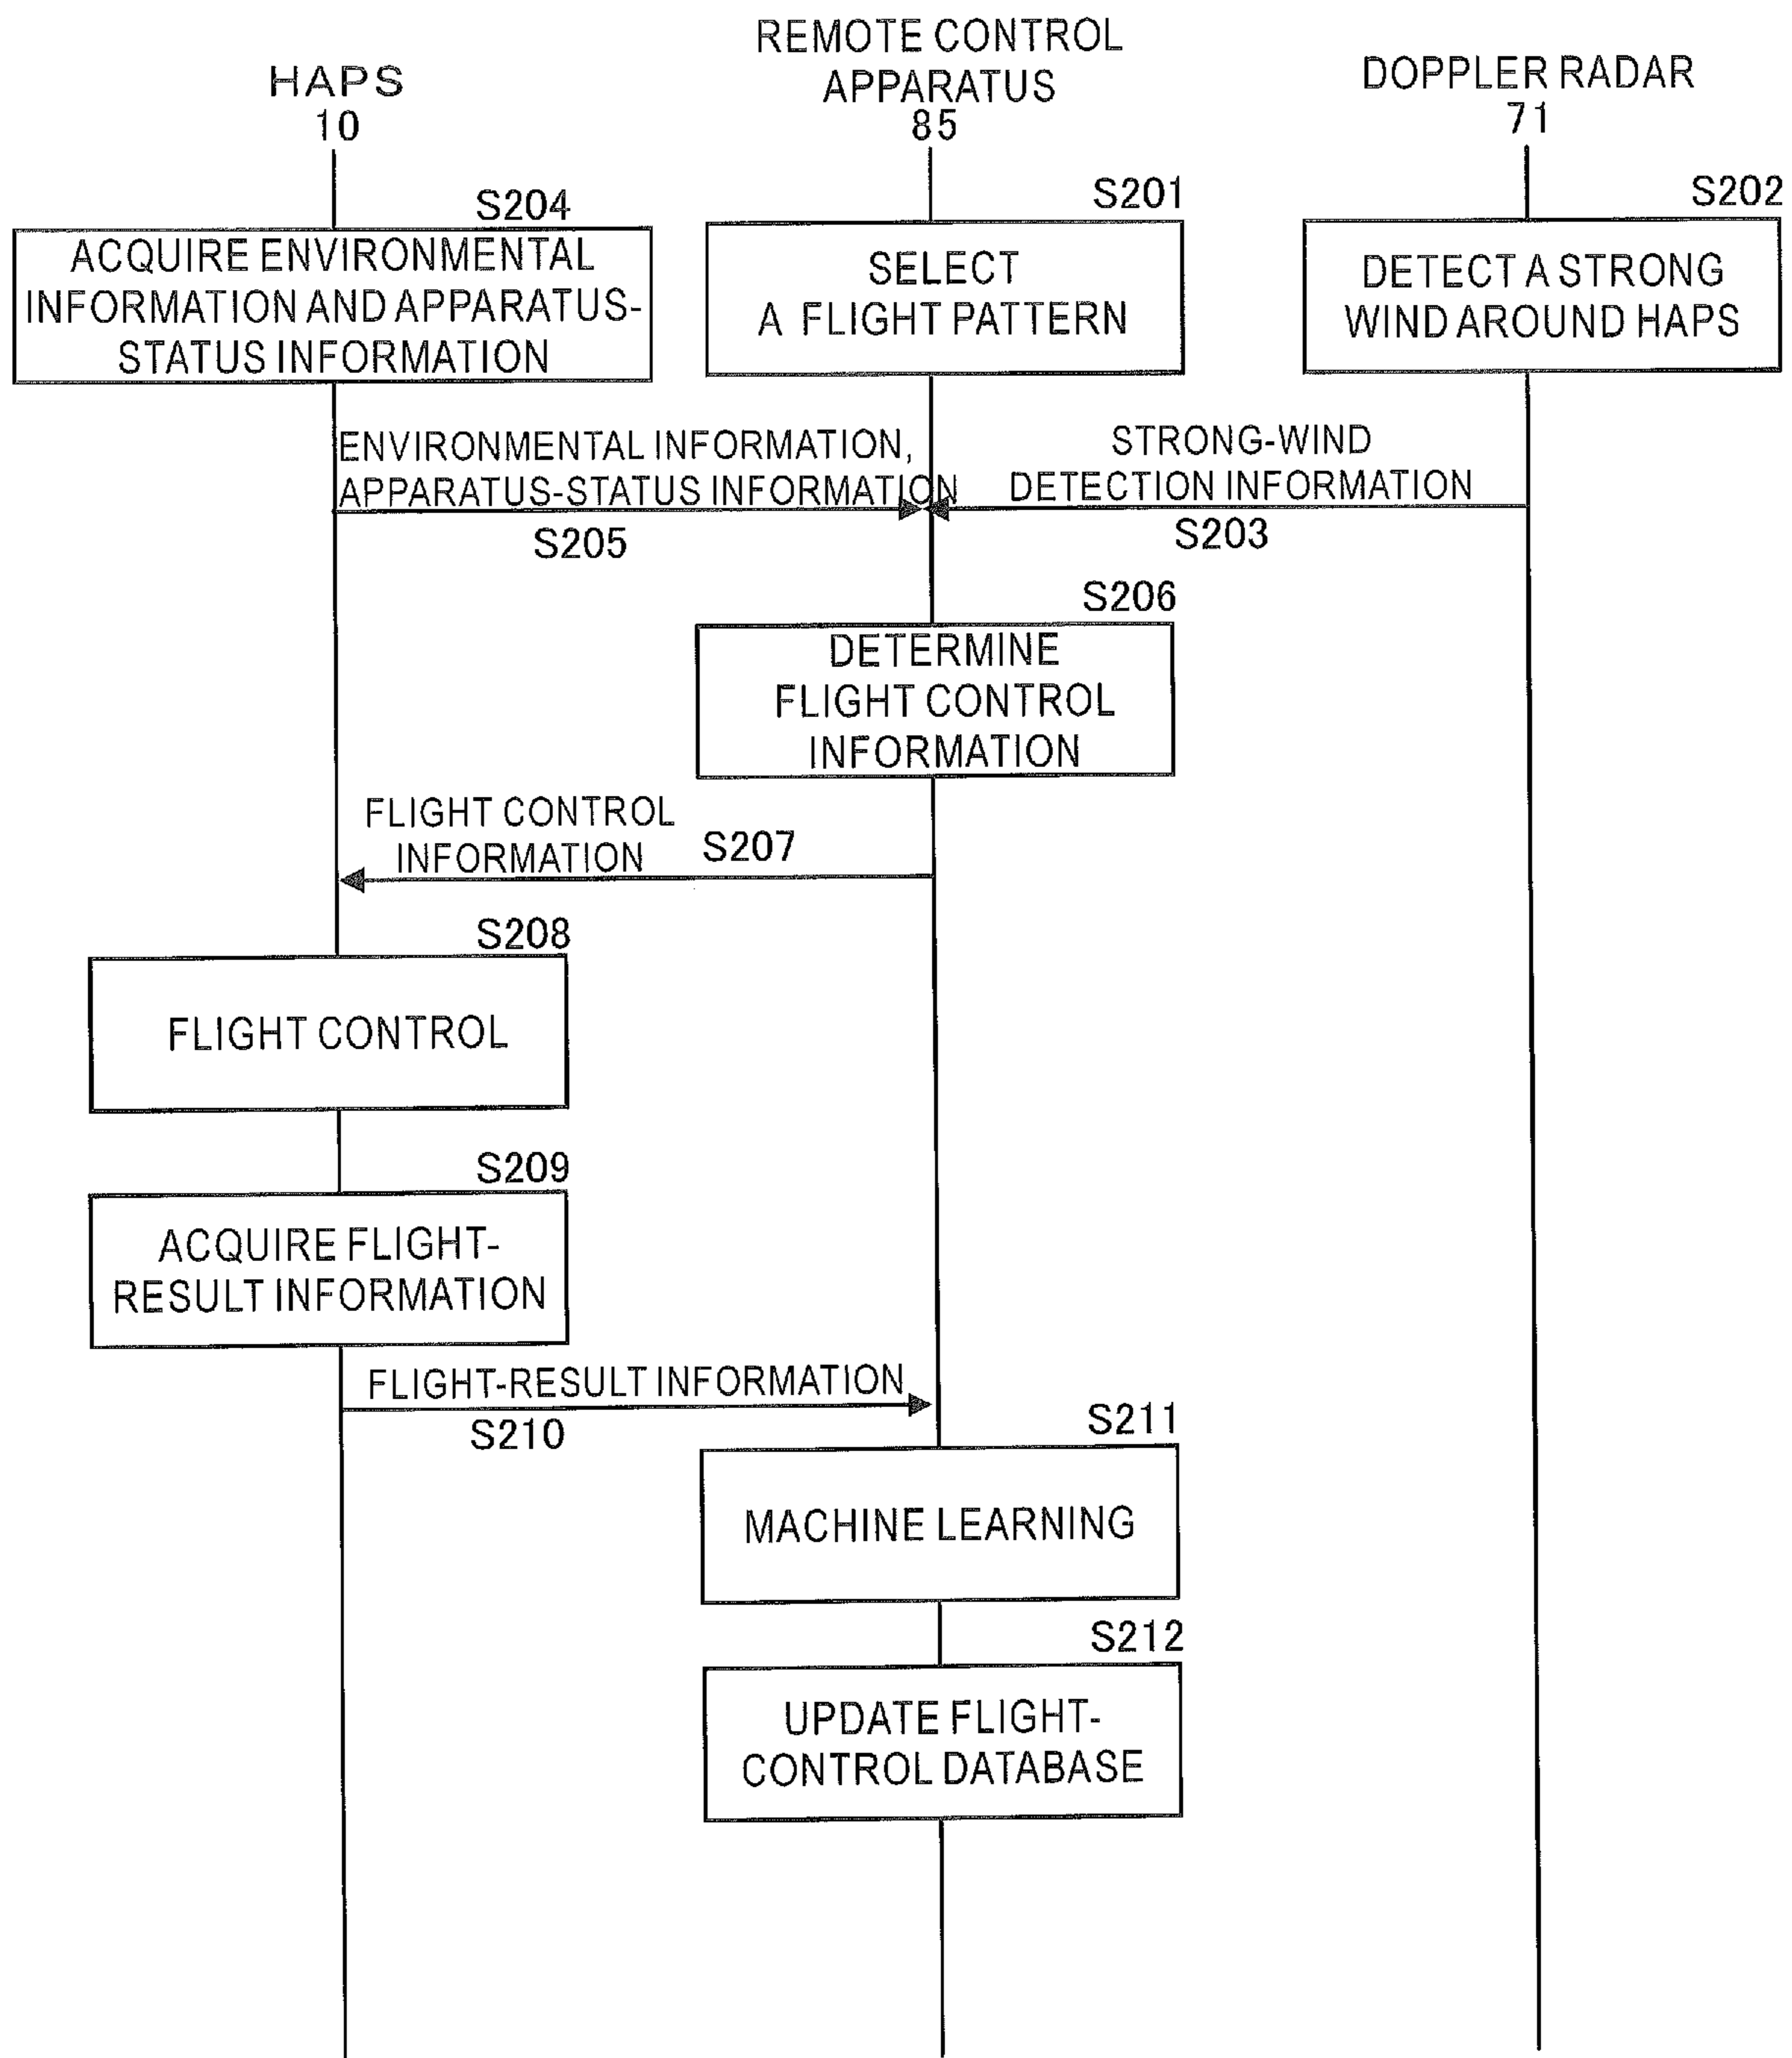 HAPS
10
REMOTE CONTROL
APPARATUS
85
DOPPLER RADAR
71
S204
ACQUIRE ENVIRONMENTAL
INFORMATION AND APPARATUS-
STATUS INFORMATION
S201
SELECT
A FLIGHT PATTERN
S202
DETECT A STRONG
WIND AROUND HAPS
ENVIRONMENTAL INFORMATION,
APPARATUS-STATUS INFORMATION
S205
STRONG-WIND
DETECTION INFORMATION
S203
S206
DETERMINE
FLIGHT CONTROL
INFORMATION
FLIGHT CONTROL
INFORMATION
S207
S208
FLIGHT CONTROL
S209
ACQUIRE FLIGHT-
RESULT INFORMATION
FLIGHT-RESULT INFORMATION
S210
S211
MACHINE LEARNING
S212
UPDATE FLIGHT-
CONTROL DATABASE